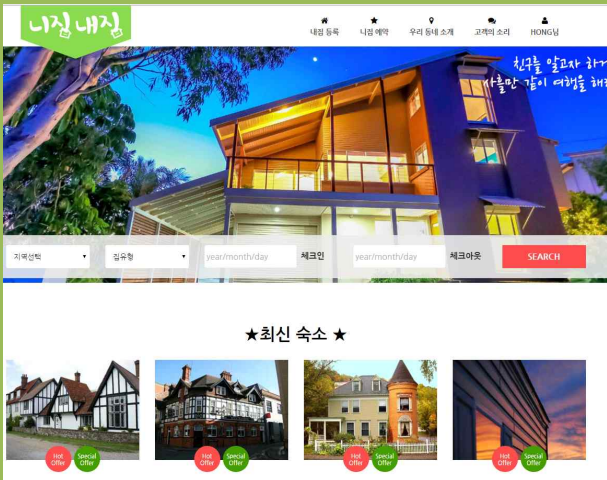 니집내집
내집 등록
니집 예약
우리 동네 소개
고객의 소리
HONG님
친구를 알고자 하거
사흘만 같이 여행을 해
지역선택
집유형
year/month/day
체크인
year/month/day
체크아웃
SEARCH
★최신 숙소 ★
Hot Offer
Special Offer
Hot Offer
Special Offer
Hot Offer
Special Offer
Hot Offer
Special Offer